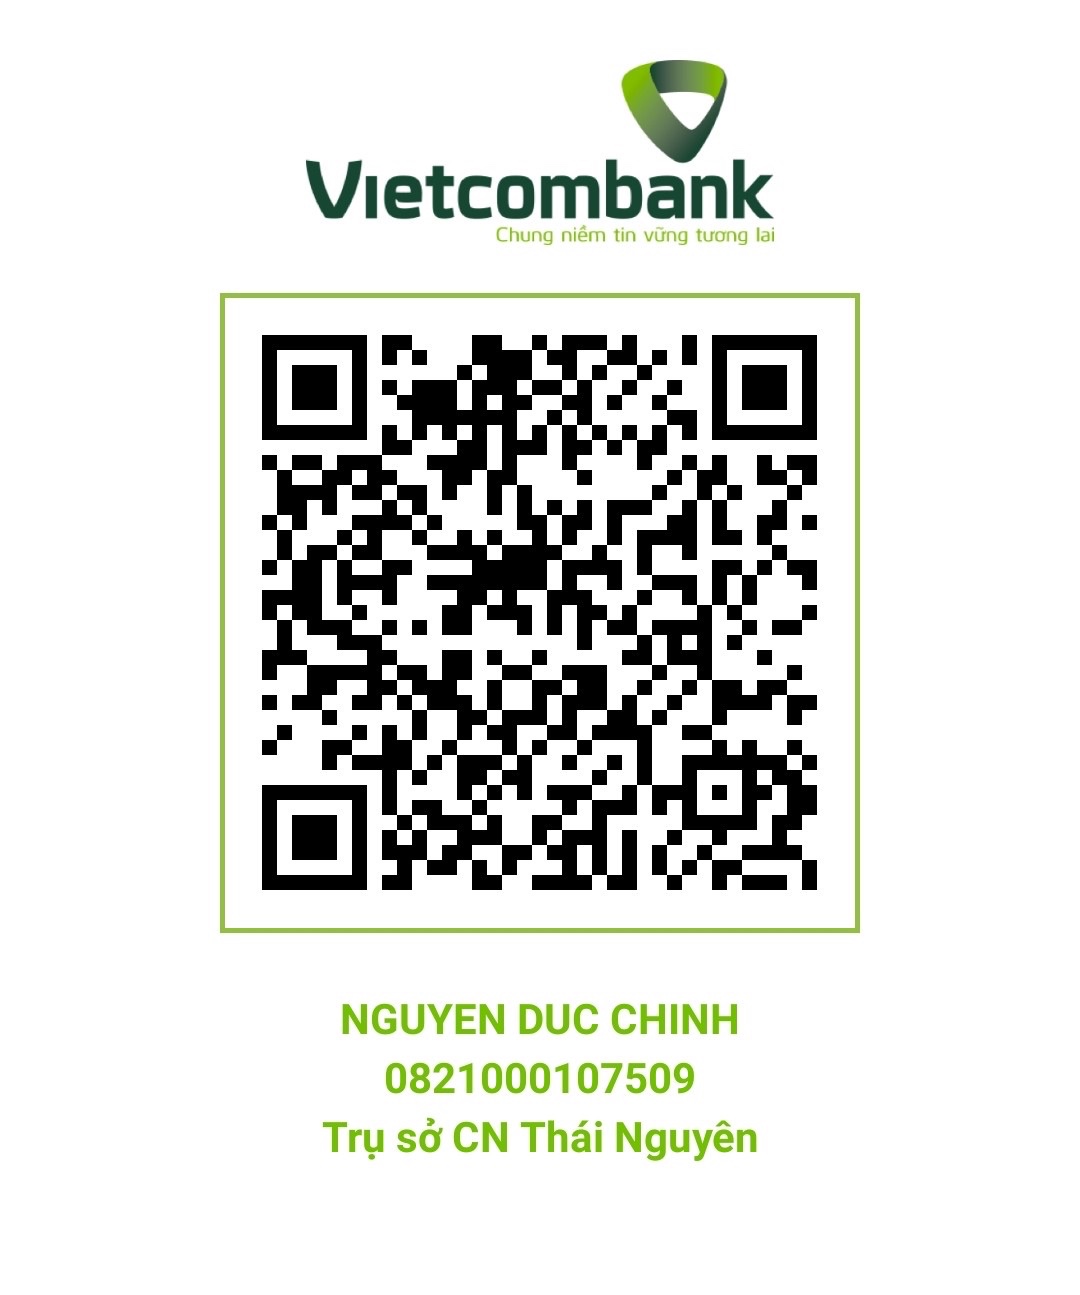 Vietcombank
Chung niềm tin vững tương lai
NGUYEN DUC CHINH
0821000107509
Trụ sở CN Thái Nguyên